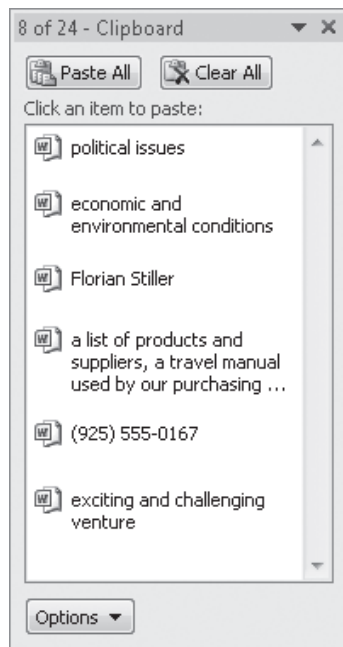 8 of 24 - Clipboard
Paste All Clear All
Click an item to paste:
political issues
economic and
environmental conditions
Florian Stiller
a list of products and
suppliers, a travel manual
used by our purchasing ...
(925) 555-0167
exciting and challenging
venture
Options